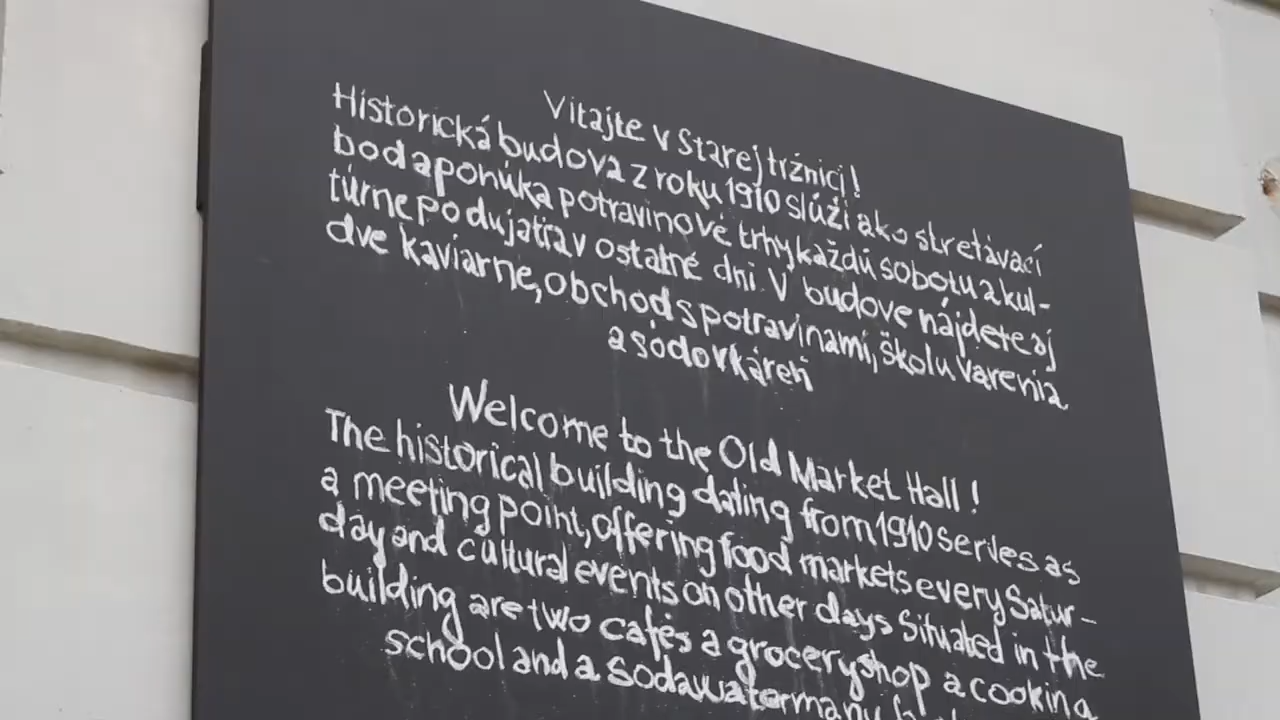 Vitajte v Starej tržnici!
Historická budova z roku 1910 slúži ako stretávací
bod a ponúka potravinové trhy každú sobotu a kul-
túrne podujatia v ostatné dni. V budove nájdete aj
dve kaviarne, obchod s potravinami, školu varenia
a sódovkáreň
Welcome to the Old Market Hall!
The historical building dating from 1910 serves as
a meeting point, offering food markets every Satur-
day and cultural events on other days Situated in the
building are two cafés a grocery shop a cooking
school and a sodawater